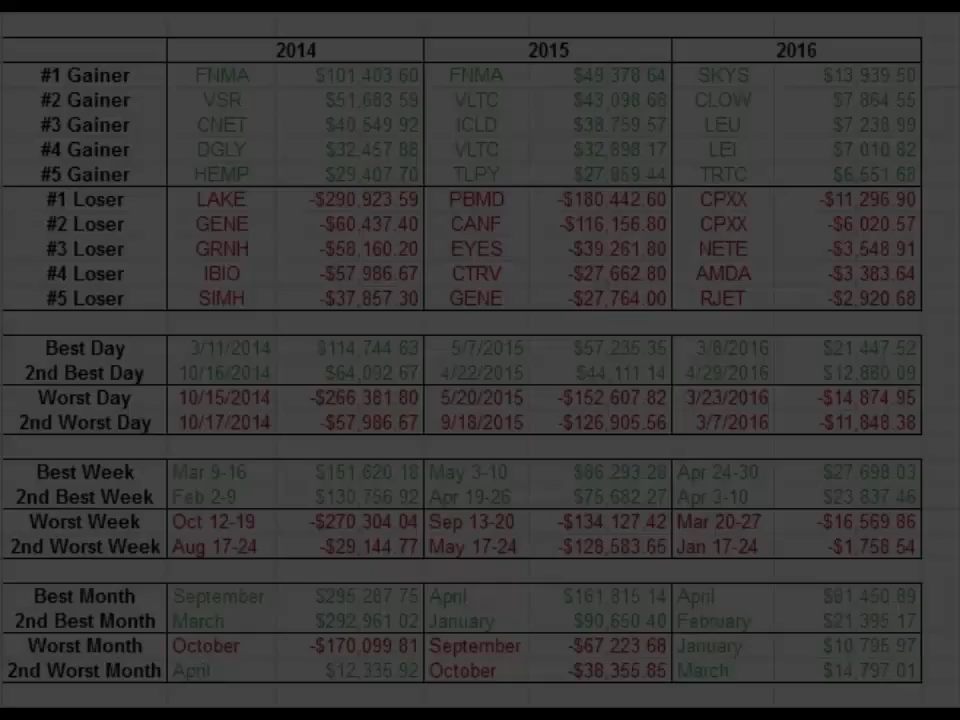 2014 2015 2016
#1 Gainer FNMA $101,403.60 FNMA $49,378.64 SKYS $13,939.50
#2 Gainer VSR $51,683.59 VLTC $43,098.68 CLOW $7,864.55
#3 Gainer CNET $40,549.92 ICLD $38,759.57 LEU $7,238.99
#4 Gainer DGLY $32,457.88 VLTC $32,898.17 LEI $7,010.82
#5 Gainer HEMP $29,407.70 TLPY $27,859.44 TRTC $6,551.68
#1 Loser LAKE -$290,923.59 PBMD -$180,442.60 CPXX -$11,296.90
#2 Loser GENE -$60,437.40 CANF -$116,156.80 CPXX -$6,020.57
#3 Loser GRNH -$58,160.20 EYES -$39,261.80 NETE -$3,548.91
#4 Loser IBIO -$57,986.67 CTRV -$27,662.80 AMDA -$3,383.64
#5 Loser SIMH -$37,857.30 GENE -$27,764.00 RJET -$2,920.68
Best Day 3/11/2014 $114,744.63 5/7/2015 $57,235.35 3/8/2016 $21,447.52
2nd Best Day 10/16/2014 $64,092.67 4/22/2015 $44,111.14 4/29/2016 $12,880.09
Worst Day 10/15/2014 -$266,381.80 5/20/2015 -$152,607.82 3/23/2016 -$14,874.95
2nd Worst Day 10/17/2014 -$57,986.67 9/18/2015 -$126,905.56 3/7/2016 -$11,848.38
Best Week Mar 9-16 $151,620.18 May 3-10 $86,293.28 Apr 24-30 $27,698.03
2nd Best Week Feb 2-9 $130,756.92 Apr 19-26 $75,682.27 Apr 3-10 $23,837.46
Worst Week Oct 12-19 -$270,304.04 Sep 13-20 -$134,127.42 Mar 20-27 -$16,569.86
2nd Worst Week Aug 17-24 -$29,144.77 May 17-24 -$128,583.65 Jan 17-24 -$1,758.54
Best Month September $295,287.75 April $161,815.14 April $81,450.89
2nd Best Month March $292,961.02 January $90,650.40 February $21,395.17
Worst Month October -$170,099.81 September -$67,223.68 January $10,795.97
2nd Worst Month April $12,335.92 October -$38,355.85 March $14,797.01